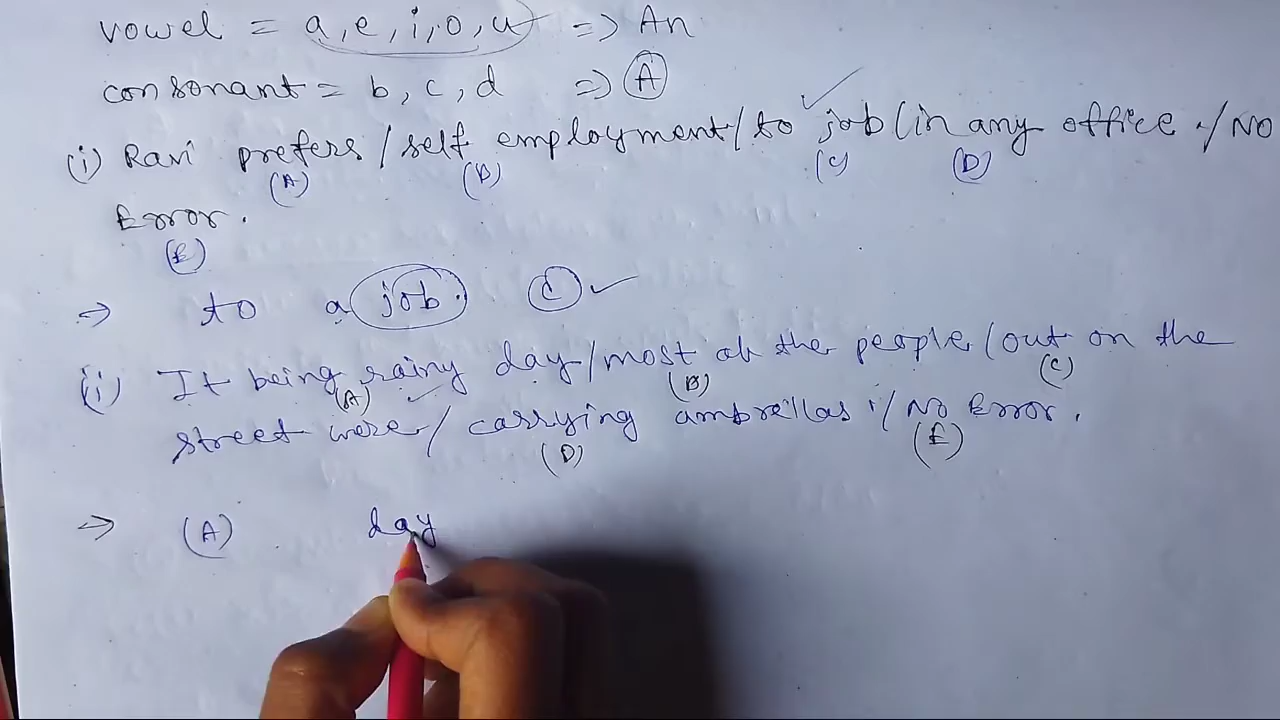 vowel = a, e, i, o, u => An
consonant = b, c, d => A
(i) Ravi prefers / self employment / to job (in any office . / No
(A) (B) (C) (D)
Error.
(E)
=> to a job. C ✓
(ii) It being rainy day / most of the people / out on the
(A) (B) (C)
street were / carrying ambrellas . / No Error.
(D) (E)
=> (A) day